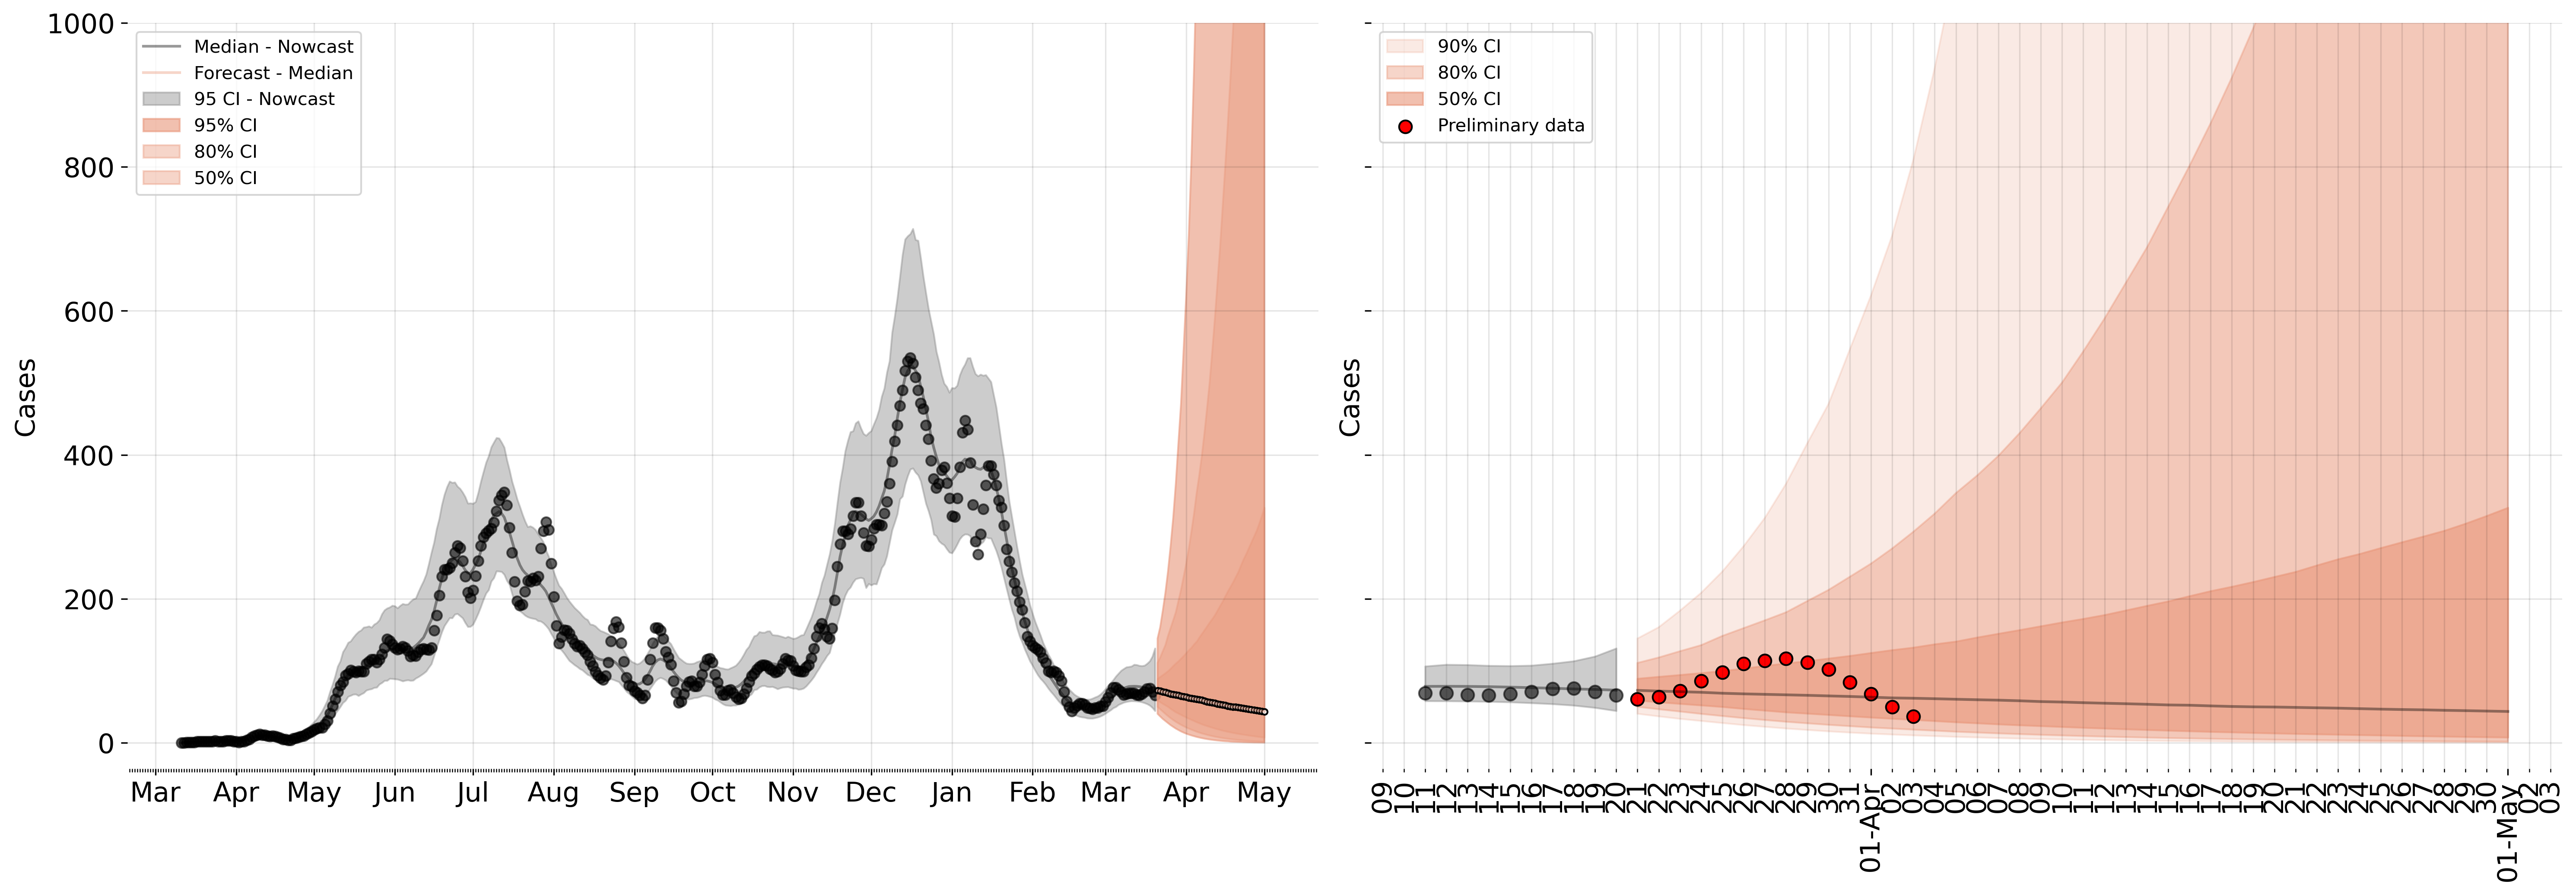 Cases
1000
800
600
400
200
0
Median - Nowcast
Forecast - Median
95 CI - Nowcast
95% CI
80% CI
50% CI
Mar Apr May Jun Jul Aug Sep Oct Nov Dec Jan Feb Mar Apr May
Cases
90% CI
80% CI
50% CI
Preliminary data
09 10 11 12 13 14 15 16 17 18 19 20 21 22 23 24 25 26 27 28 29 30 31 01-Apr 02 03 04 05 06 07 08 09 10 11 12 13 14 15 16 17 18 19 20 21 22 23 24 25 26 27 28 29 30 01-May 02 03